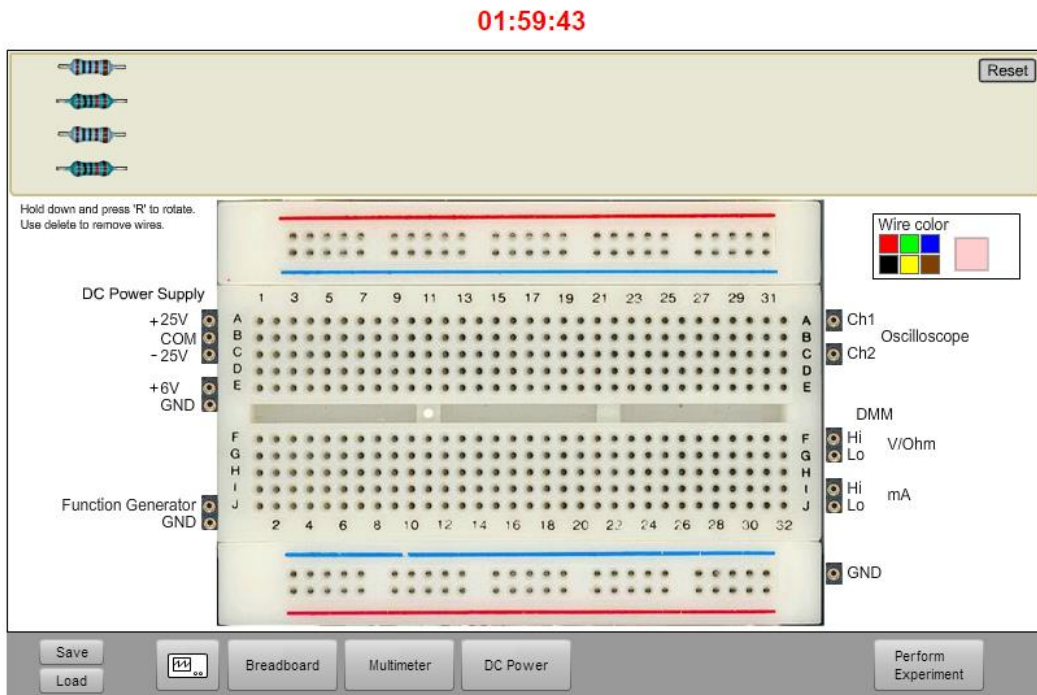 01:59:43
Reset
Hold down and press 'R' to rotate.
Use delete to remove wires.
Wire color
DC Power Supply
+25V
COM
-25V
+6V
GND
Function Generator
GND
1 3 5 7 9 11 13 15 17 19 21 23 25 27 29 31
A A
B B
C C
D D
E E
F F
G G
H H
I I
J J
2 4 6 8 10 12 14 16 18 20 22 24 26 28 30 32
Ch1
Oscilloscope
Ch2
DMM
Hi
V/Ohm
Lo
Hi
mA
Lo
GND
Save
Load
Breadboard
Multimeter
DC Power
Perform
Experiment